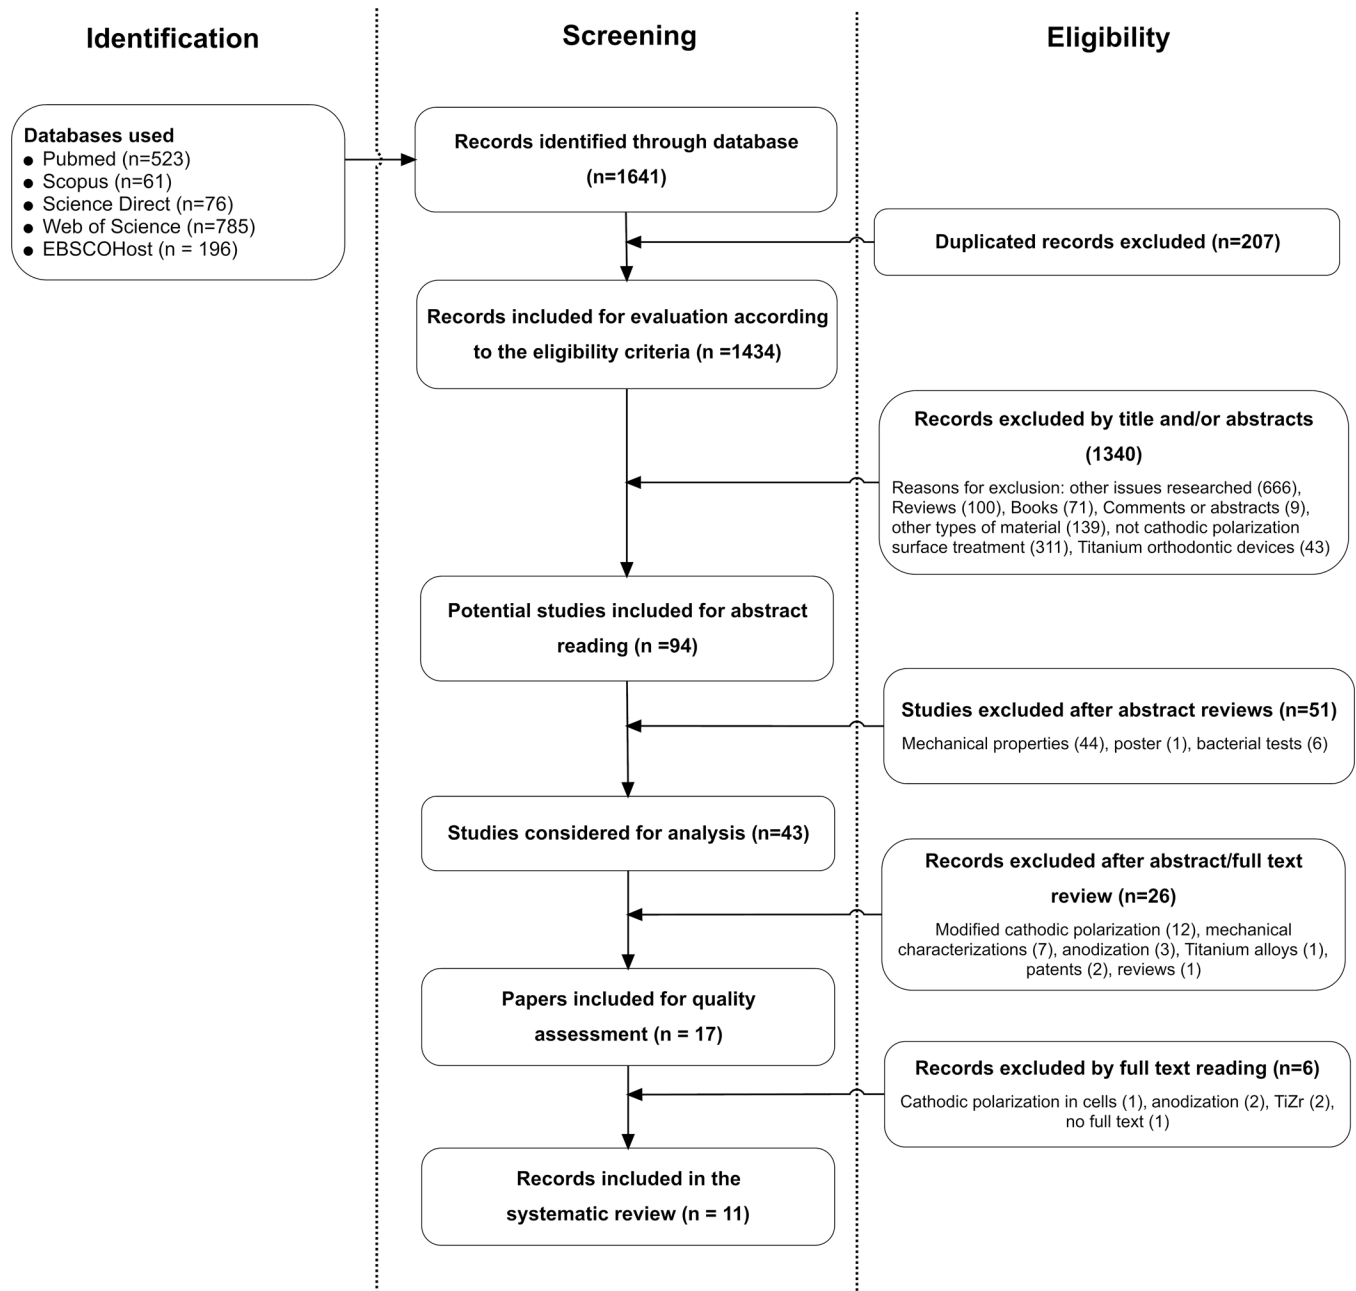 Identification
Screening
Eligibility
Databases used
● Pubmed (n=523)
● Scopus (n=61)
● Science Direct (n=76)
● Web of Science (n=785)
● EBSCOHost (n = 196)
Records identified through database
(n=1641)
Duplicated records excluded (n=207)
Records included for evaluation according
to the eligibility criteria (n =1434)
Records excluded by title and/or abstracts
(1340)
Reasons for exclusion: other issues researched (666),
Reviews (100), Books (71), Comments or abstracts (9),
other types of material (139), not cathodic polarization
surface treatment (311), Titanium orthodontic devices (43)
Potential studies included for abstract
reading (n =94)
Studies excluded after abstract reviews (n=51)
Mechanical properties (44), poster (1), bacterial tests (6)
Studies considered for analysis (n=43)
Records excluded after abstract/full text
review (n=26)
Modified cathodic polarization (12), mechanical
characterizations (7), anodization (3), Titanium alloys (1),
patents (2), reviews (1)
Papers included for quality
assessment (n = 17)
Records excluded by full text reading (n=6)
Cathodic polarization in cells (1), anodization (2), TiZr (2),
no full text (1)
Records included in the
systematic review (n = 11)